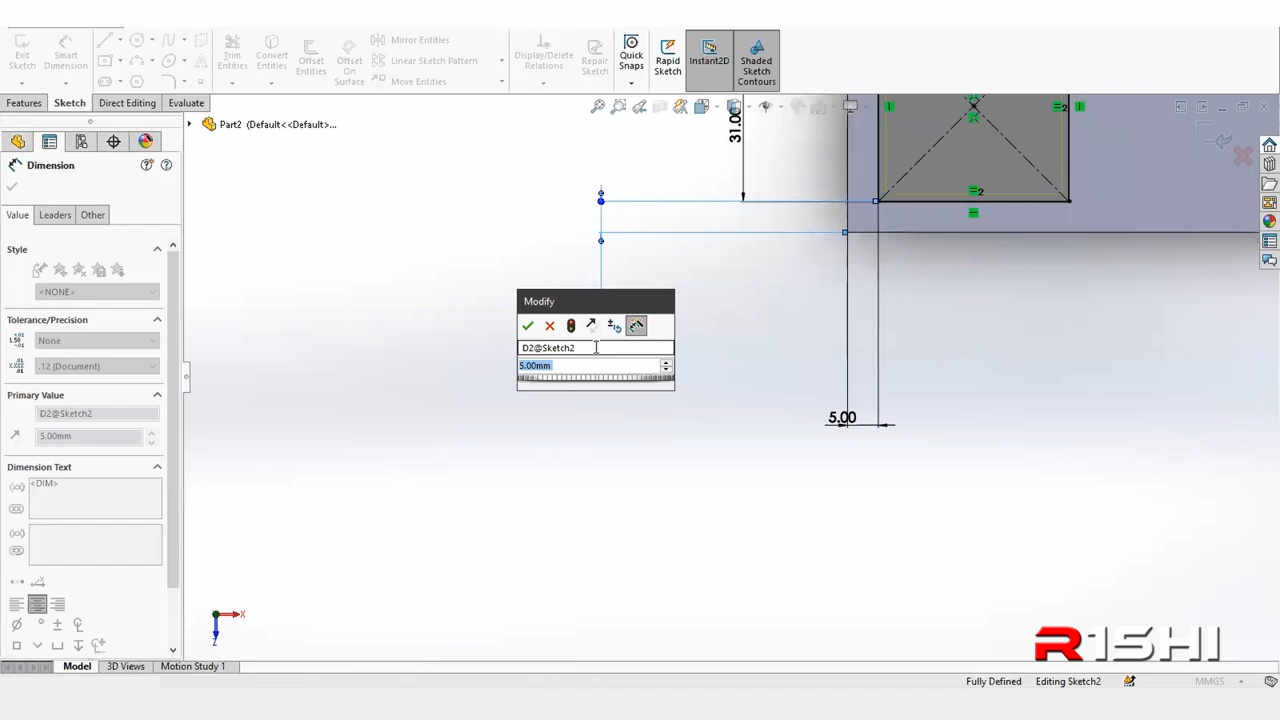 Exit Sketch
Smart Dimension
Trim Entities
Convert Entities
Offset Entities
Offset On Surface
Mirror Entities
Linear Sketch Pattern
Move Entities
Display/Delete Relations
Repair Sketch
Quick Snaps
Rapid Sketch
Instant2D
Shaded Sketch Contours
Features
Sketch
Direct Editing
Evaluate
Part2 (Default<<Default>...
Dimension
Value
Leaders
Other
Style
<NONE>
Tolerance/Precision
None
.12 (Document)
Primary Value
D2@Sketch2
5.00mm
Dimension Text
<DIM>
31.00
2
2
Modify
D2@Sketch2
5.00mm
5.00
X
Z
R15HI
Model
3D Views
Motion Study 1
Fully Defined
Editing Sketch2
MMGS